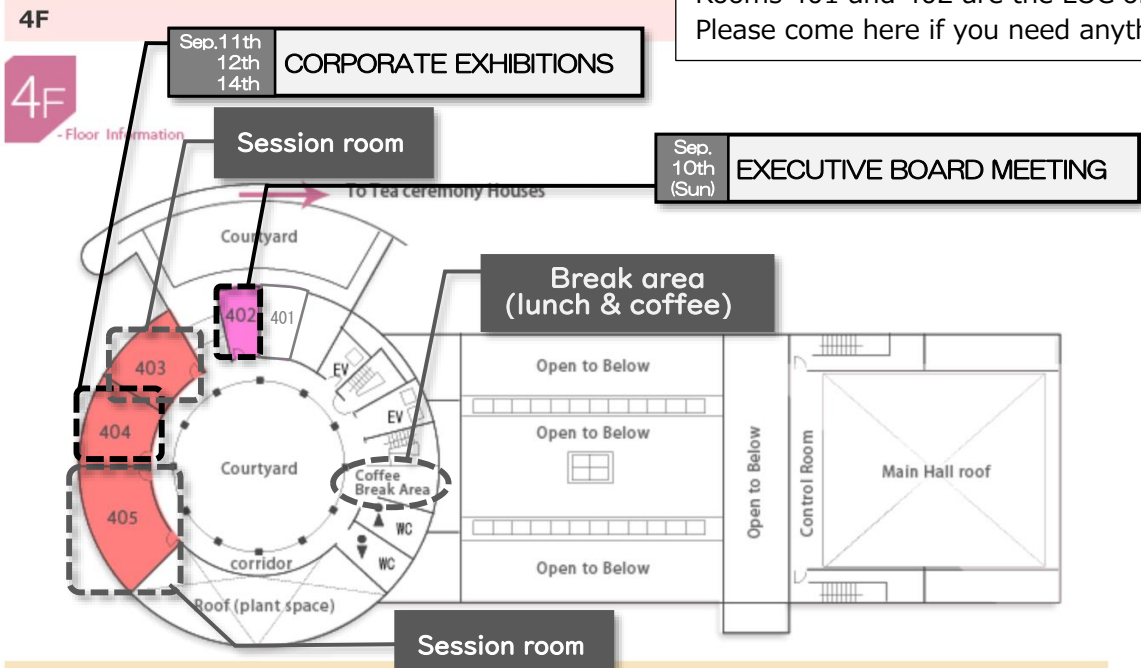 4F
Rooms 401 and 402 are the LOC
Please come here if you need
Sep.11th
12th
14th
CORPORATE EXHIBITIONS
4F
- Floor Information
Session room
Sep.
10th
(Sun)
EXECUTIVE BOARD MEETING
To Tea ceremony Houses
Courtyard
Break area
(lunch & coffee)
402
401
403
EV
Open to Below
404
EV
Open to Below
Courtyard
Coffee
Break Area
Open to Below
Control Room
Main Hall roof
405
WC
WC
corridor
Open to Below
Roof (plant space)
Session room